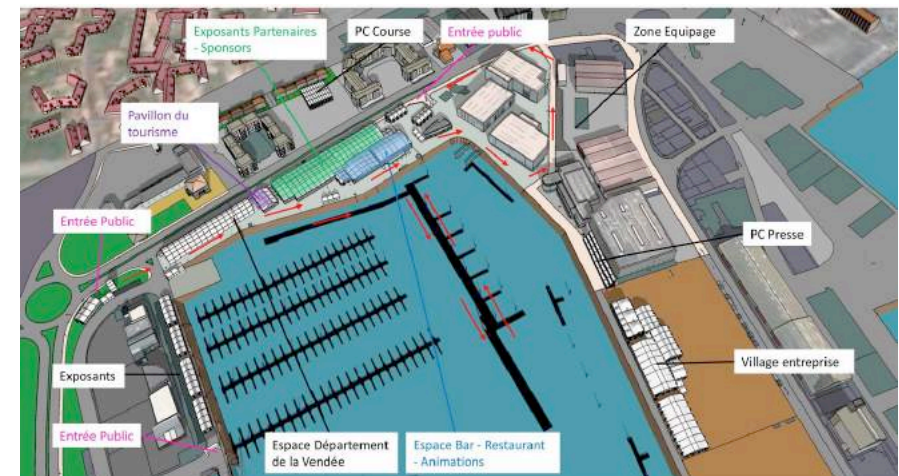 Exposants Partenaires
- Sponsors
PC Course
Entrée public
Zone Equipage
Pavillon du
tourisme
Entrée Public
PC Presse
Village entreprise
Exposants
Entrée Public
Espace Département
de la Vendée
Espace Bar - Restaurant
- Animations